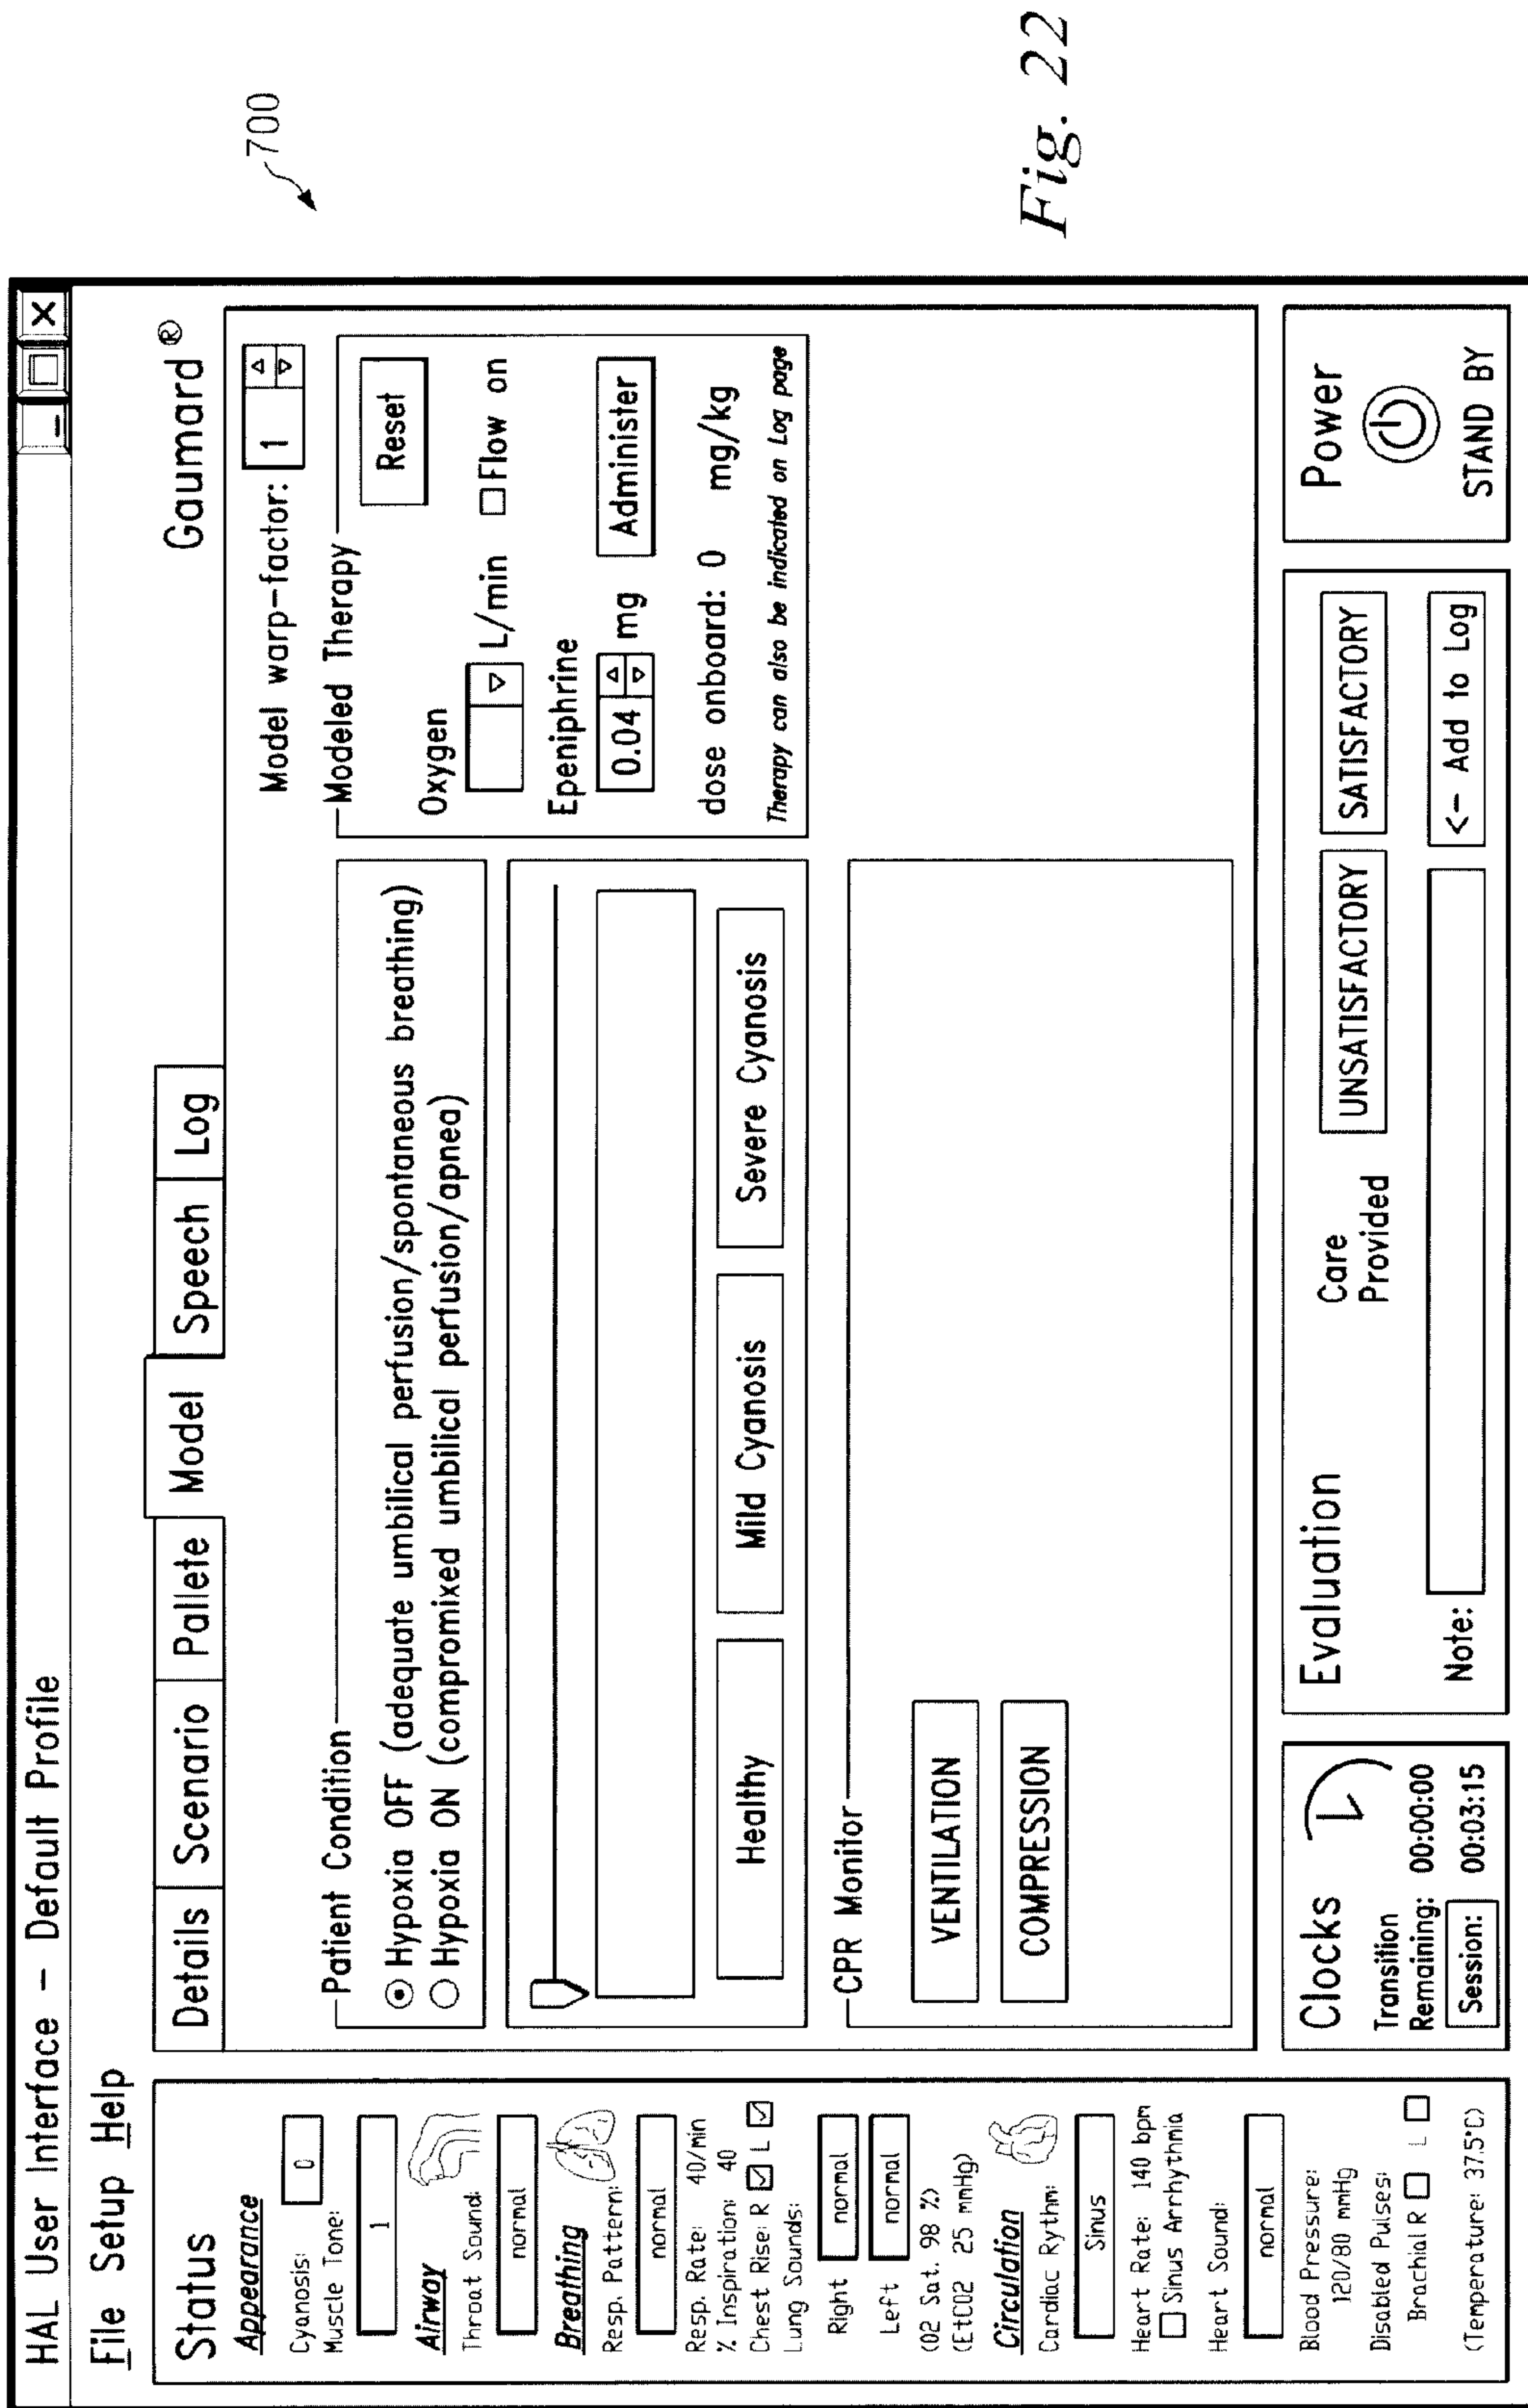 HAL User Interface - Default Profile
File Setup Help
Status
Appearance
Cyanosis: 0
Muscle Tone:
1
Airway
Throat Sound:
normal
Breathing
Resp. Pattern:
normal
Resp. Rate: 40/min
% Inspiration: 40
Chest Rise: R L
Lung Sounds:
Right normal
Left normal
(O2 Sat. 98 %)
(EtCO2 25 mmHg)
Circulation
Cardiac Rythm:
Sinus
Heart Rate: 140 bpm
Sinus Arrhythmia
Heart Sound:
normal
Blood Pressure:
120/80 mmHg
Disabled Pulses:
Brachial R L
(Temperature: 37.5°C)
Details Scenario Pallete Model Speech Log
Gaumard ®
Model warp-factor: 1
Patient Condition
Hypoxia OFF (adequate umbilical perfusion/spontaneous breathing)
Hypoxia ON (compromixed umbilical perfusion/apnea)
Healthy Mild Cyanosis Severe Cyanosis
Modeled Therapy
Reset
Oxygen
L/min Flow on
Epeniphrine
0.04 mg Administer
dose onboard: 0 mg/kg
Therapy can also be indicated on Log page
CPR Monitor
VENTILATION
COMPRESSION
Clocks
Transition
Remaining: 00:00:00
Session: 00:03:15
Evaluation
Care
Provided
UNSATISFACTORY SATISFACTORY
Note: <- Add to Log
Power
STAND BY
700
Fig. 22